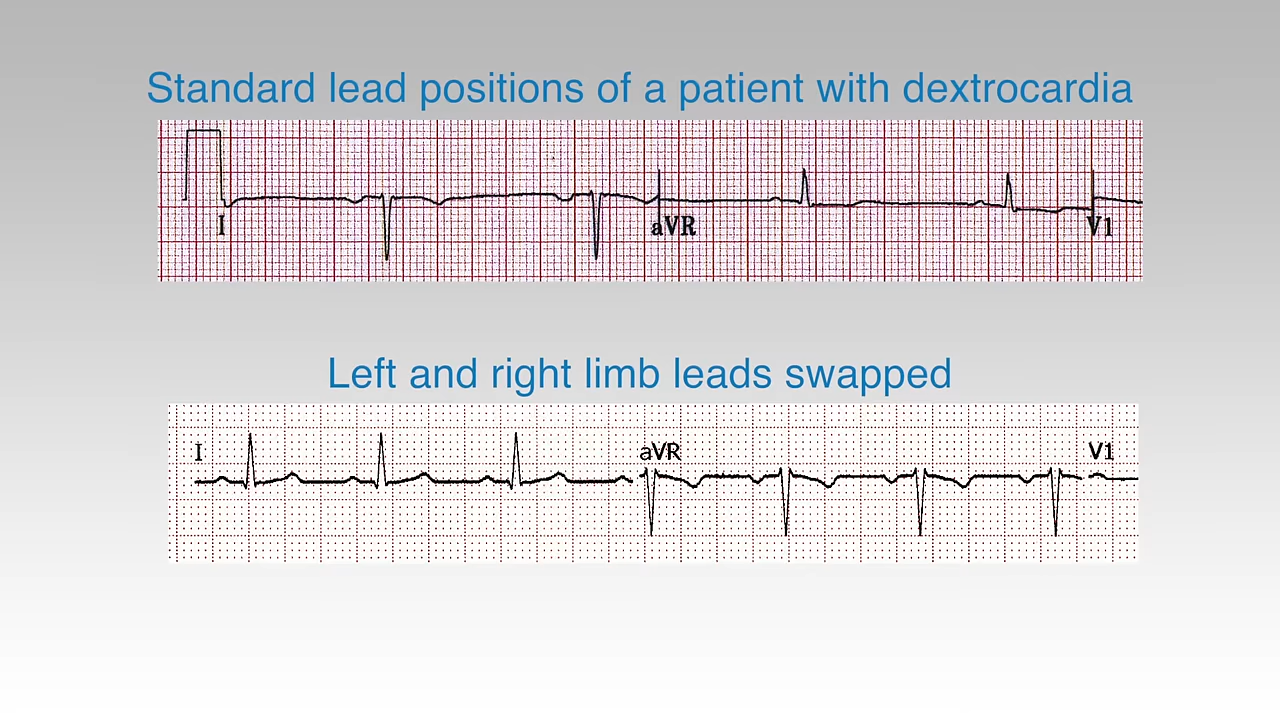 Standard lead positions of a patient with dextrocardia
I aVR V1
Left and right limb leads swapped
I aVR V1